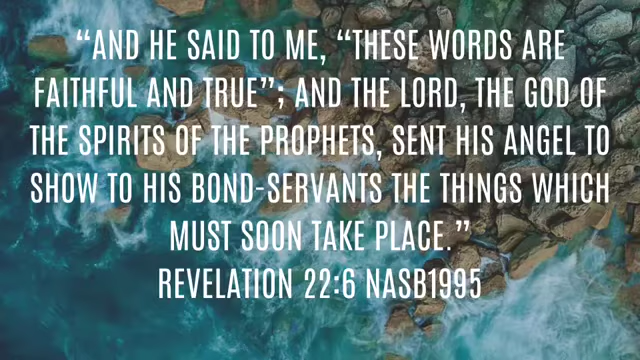 “AND HE SAID TO ME, “THESE WORDS ARE
FAITHFUL AND TRUE”; AND THE LORD, THE GOD OF
THE SPIRITS OF THE PROPHETS, SENT HIS ANGEL TO
SHOW TO HIS BOND-SERVANTS THE THINGS WHICH
MUST SOON TAKE PLACE.”
REVELATION 22:6 NASB1995